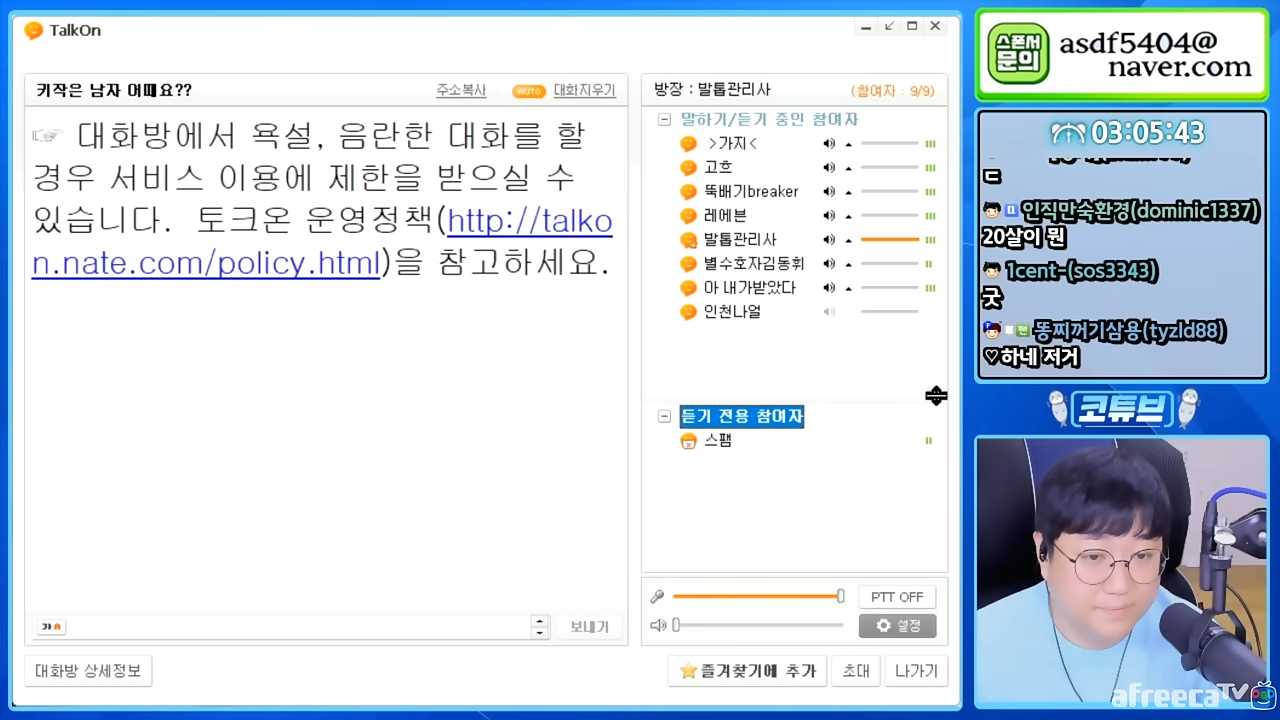 TalkOn
키작은 남자 어때요??
주소복사
AUTO
대화지우기
☞ 대화방에서 욕설, 음란한 대화를 할
경우 서비스 이용에 제한을 받으실 수
있습니다. 토크온 운영정책(http://talko
n.nate.com/policy.html)을 참고하세요.
가
보내기
대화방 상세정보
방장 : 발톱관리사
(참여자 : 9/9)
말하기/듣기 중인 참여자
>가지<
고흐
뚝배기breaker
레에븐
발톱관리사
별수호자김동휘
아 내가받았다
인천나얼
듣기 전용 참여자
스팸
PTT OFF
설정
즐겨찾기에 추가
초대
나가기
스폰서
문의
asdf5404@
naver.com
03:05:43
ㄷ
인직만숙환경(dominic1337)
20살이 뭔
1cent-(sos3343)
굿
팬
똥찌꺼기삼용(tyzld88)
♡하네 저거
코튜브
afreecaTV